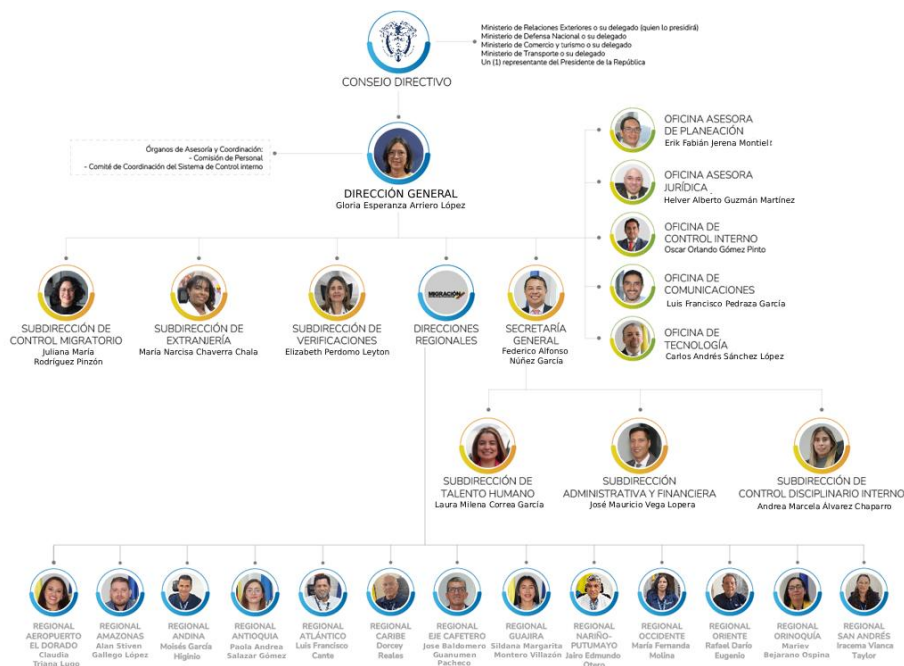 Ministerio de Relaciones Exteriores o su delegado (quien lo presidirá)
Ministerio de Defensa Nacional o su delegado
Ministerio de Comercio y turismo o su delegado
Ministerio de Transporte o su delegado
Un (1) representante del Presidente de la República
CONSEJO DIRECTIVO
Órganos de Asesoría y Coordinación:
- Comisión de Personal
- Comité de Coordinación del Sistema de Control interno
DIRECCIÓN GENERAL
Gloria Esperanza Arriero López
OFICINA ASESORA
DE PLANEACIÓN
Erik Fabián Jerena Montiel
OFICINA ASESORA
JURÍDICA
Helver Alberto Guzmán Martínez
OFICINA DE
CONTROL INTERNO
Oscar Orlando Gómez Pinto
OFICINA DE
COMUNICACIONES
Luis Francisco Pedraza García
OFICINA DE
TECNOLOGÍA
Carlos Andrés Sánchez López
SUBDIRECCIÓN DE
CONTROL MIGRATORIO
Juliana María
Rodríguez Pinzón
SUBDIRECCIÓN DE
EXTRANJERÍA
María Narcisa Chaverra Chala
SUBDIRECCIÓN DE
VERIFICACIONES
Elizabeth Perdomo Leyton
MIGRACIÓN
DIRECCIONES
REGIONALES
SECRETARÍA
GENERAL
Federico Alfonso
Núñez García
SUBDIRECCIÓN DE
TALENTO HUMANO
Laura Milena Correa García
SUBDIRECCIÓN
ADMINISTRATIVA Y FINANCIERA
José Mauricio Vega Lopera
SUBDIRECCIÓN DE
CONTROL DISCIPLINARIO INTERNO
Andrea Marcela Álvarez Chaparro
REGIONAL
AEROPUERTO
EL DORADO
Claudia
Triana Lugo
REGIONAL
AMAZONAS
Alan Stiven
Gallego López
REGIONAL
ANDINA
Moisés García
Higinio
REGIONAL
ANTIOQUIA
Paola Andrea
Salazar Gómez
REGIONAL
ATLÁNTICO
Luis Francisco
Cante
REGIONAL
CARIBE
Dorcey
Reales
REGIONAL
EJE CAFETERO
Jose Baldomero
Guanumen
Pacheco
REGIONAL
GUAJIRA
Sildana Margarita
Montero Villazón
REGIONAL
NARIÑO-
PUTUMAYO
Jairo Edmundo
Otero
REGIONAL
OCCIDENTE
María Fernanda
Molina
REGIONAL
ORIENTE
Rafael Darío
Eugenio
REGIONAL
ORINOQUÍA
Mariev
Bejarano Ospina
REGIONAL
SAN ANDRÉS
Iracema Vianca
Taylor